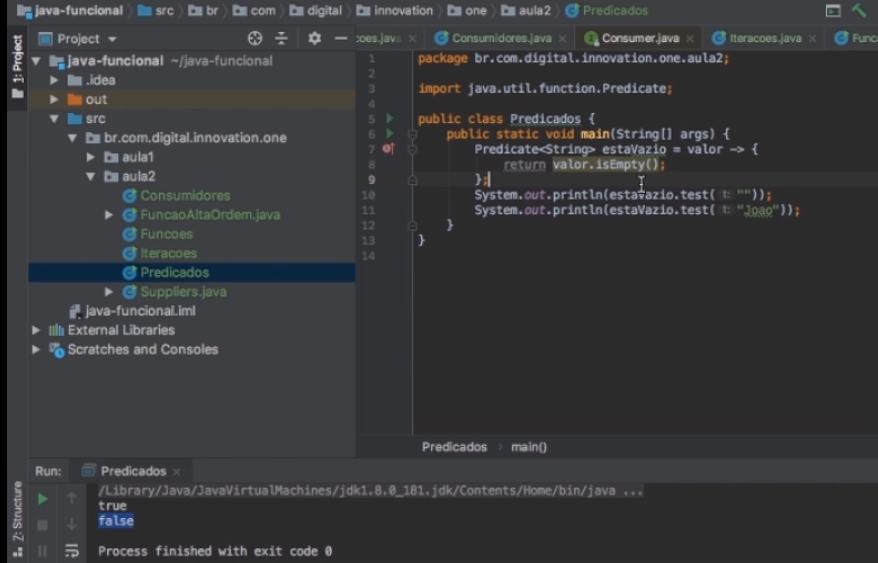 java-funcional src br com digital innovation one aula2 Predicados
1: Project
Project
java-funcional ~/java-funcional
.idea
out
src
br.com.digital.innovation.one
aula1
aula2
Consumidores
FuncaoAltaOrdem.java
Funcoes
Iteracoes
Predicados
Suppliers.java
java-funcional.iml
External Libraries
Scratches and Consoles
oes.java Consumidores.java Consumer.java Iteracoes.java Func
1 package br.com.digital.innovation.one.aula2;
2
3 import java.util.function.Predicate;
4
5 public class Predicados {
6 public static void main(String[] args) {
7 Predicate<String> estaVazio = valor -> {
8 return valor.isEmpty();
9 };
10 System.out.println(estaVazio.test( t: ""));
11 System.out.println(estaVazio.test( t: "Joao"));
12 }
13 }
14
Predicados main()
Run: Predicados
/Library/Java/JavaVirtualMachines/jdk1.8.0_181.jdk/Contents/Home/bin/java ...
true
false
Process finished with exit code 0
Z: Structure